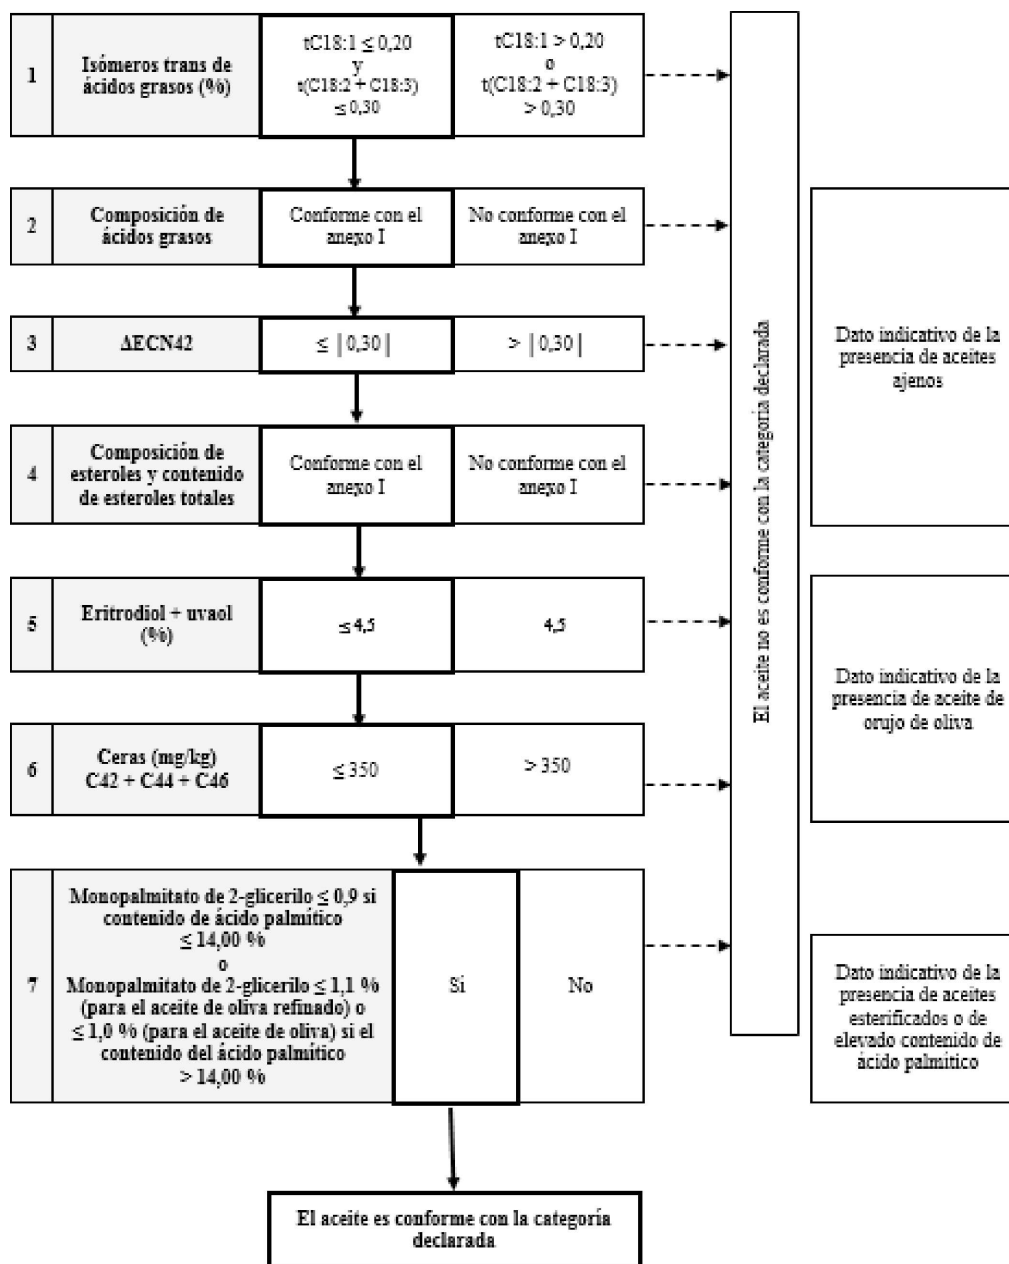 1
Isómeros trans de
ácidos grasos (%)
tC18:1 ≤ 0,20
y
t(C18:2 + C18:3)
≤ 0,30
tC18:1 > 0,20
o
t(C18:2 + C18:3)
> 0,30
2
Composición de
ácidos grasos
Conforme con el
anexo I
No conforme con el
anexo I
3
ΔECN42
≤ | 0,30 |
> | 0,30 |
4
Composición de
esteroles y contenido
de esteroles totales
Conforme con el
anexo I
No conforme con el
anexo I
5
Eritrodiol + uvaol
(%)
≤ 4,5
4,5
6
Ceras (mg/kg)
C42 + C44 + C46
≤ 350
> 350
7
Monopalmitato de 2-glicerilo ≤ 0,9 si
contenido de ácido palmítico
≤ 14,00 %
o
Monopalmitato de 2-glicerilo ≤ 1,1 %
(para el aceite de oliva refinado) o
≤ 1,0 % (para el aceite de oliva) si el
contenido del ácido palmítico
> 14,00 %
Sí
No
El aceite no es conforme con la categoría declarada
Dato indicativo de la
presencia de aceites
ajenos
Dato indicativo de la
presencia de aceite de
orujo de oliva
Dato indicativo de la
presencia de aceites
esterificados o de
elevado contenido de
ácido palmítico
El aceite es conforme con la categoría
declarada